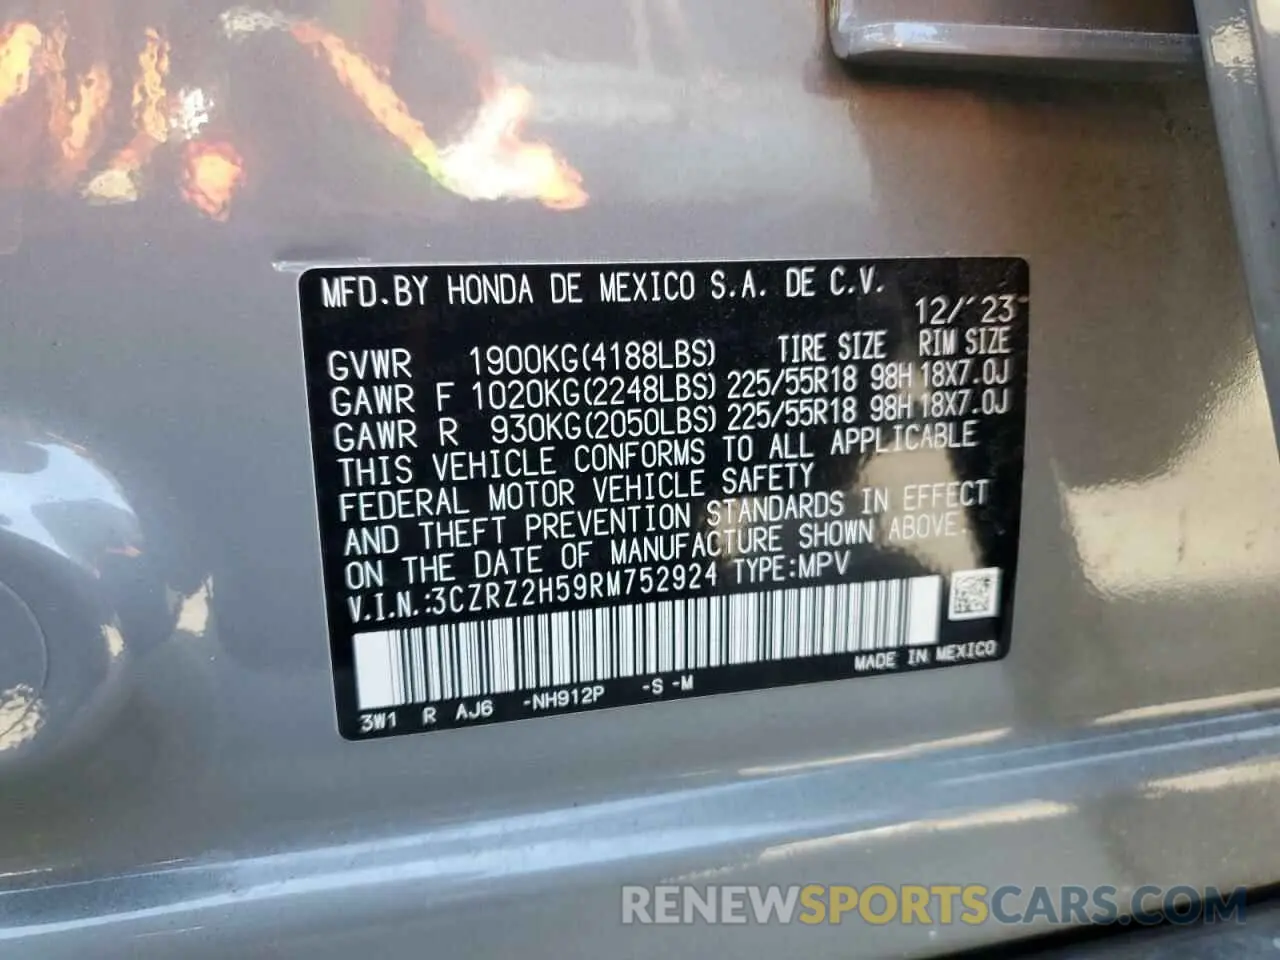 MFD.BY HONDA DE MEXICO S.A. DE C.V.
12/´23
GVWR 1900KG(4188LBS) TIRE SIZE RIM SIZE
GAWR F 1020KG(2248LBS) 225/55R18 98H 18X7.0J
GAWR R 930KG(2050LBS) 225/55R18 98H 18X7.0J
THIS VEHICLE CONFORMS TO ALL APPLICABLE
FEDERAL MOTOR VEHICLE SAFETY
AND THEFT PREVENTION STANDARDS IN EFFECT
ON THE DATE OF MANUFACTURE SHOWN ABOVE.
V.I.N.:3CZRZ2H59RM752924 TYPE:MPV
MADE IN MEXICO
3W1 R AJ6 -NH912P -S -M
RENEWSPORTSCARS.COM